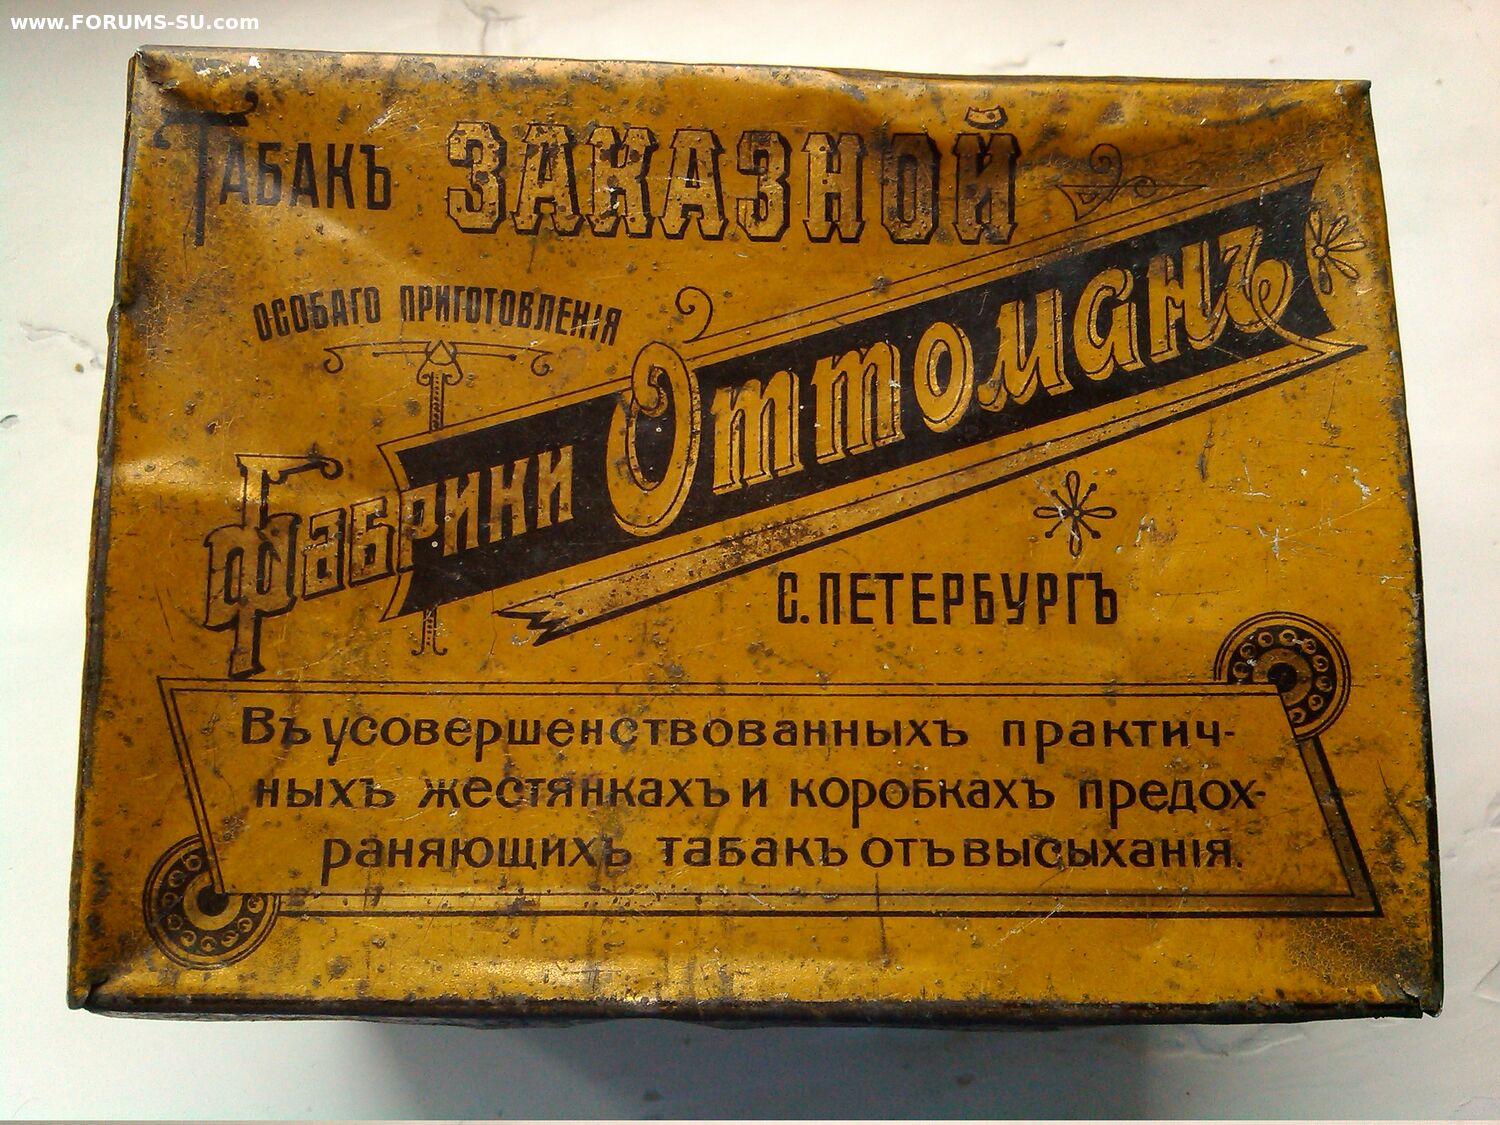 www.FORUMS-SU.com
Табакъ ЗАКАЗНОЙ
ОСОБАГО ПРИГОТОВЛЕНІЯ
Фабрики Оттоманъ
С.ПЕТЕРБУРГЪ
Въ усовершенствованныхъ практич-
ныхъ жестянкахъ и коробкахъ предох-
раняющихъ табакъ отъ высыханія.